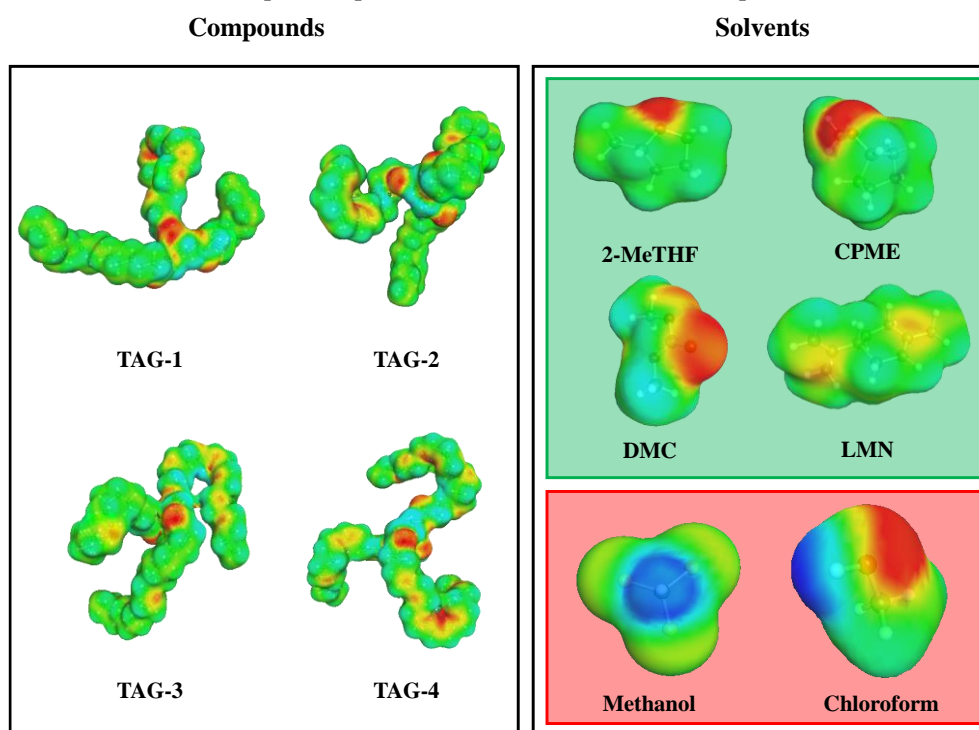 Compounds
Solvents
2-MeTHF
CPME
TAG-1
TAG-2
DMC
LMN
TAG-3
TAG-4
Methanol
Chloroform